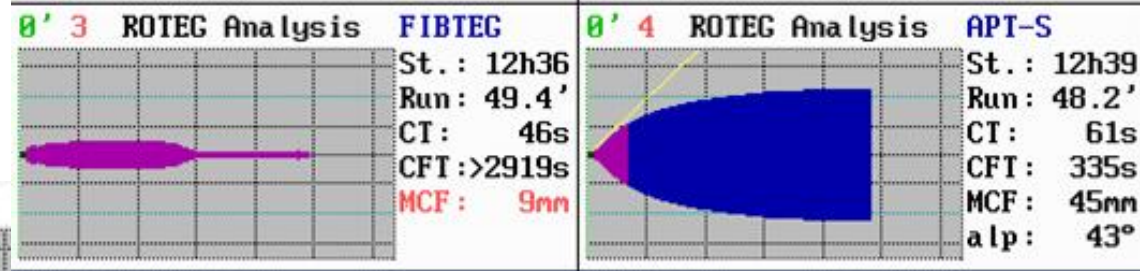 0' 3 ROTEG Analysis FIBTEG
St.: 12h36
Run: 49.4'
CT: 46s
CFT:>2919s
MCF: 9mm
0' 4 ROTEG Analysis APT-S
St.: 12h39
Run: 48.2'
CT: 61s
CFT: 335s
MCF: 45mm
alp: 43°